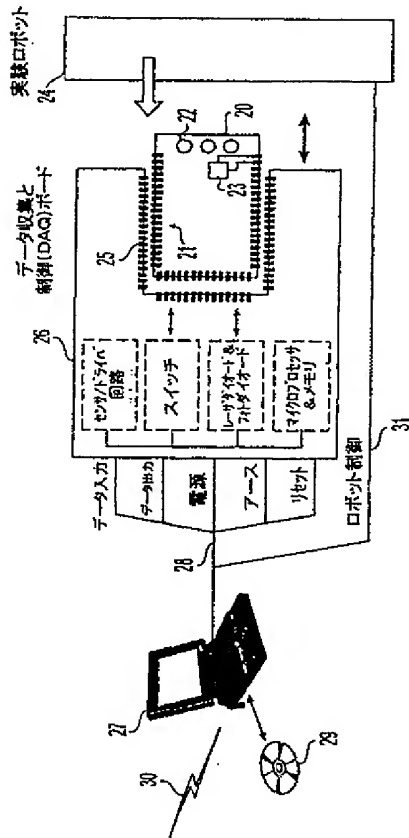 実験ロボット
24
データ収集と
制御(DAQ)ボード
26
25
22
20
21
23
センサ/ドライバ
回路
スイッチ
レーザダイオード&
フォトダイオード
マイクロプロセッサ
&メモリ
データ入力
データ出力
電源
アース
リセット
ロボット制御
31
28
27
30
29